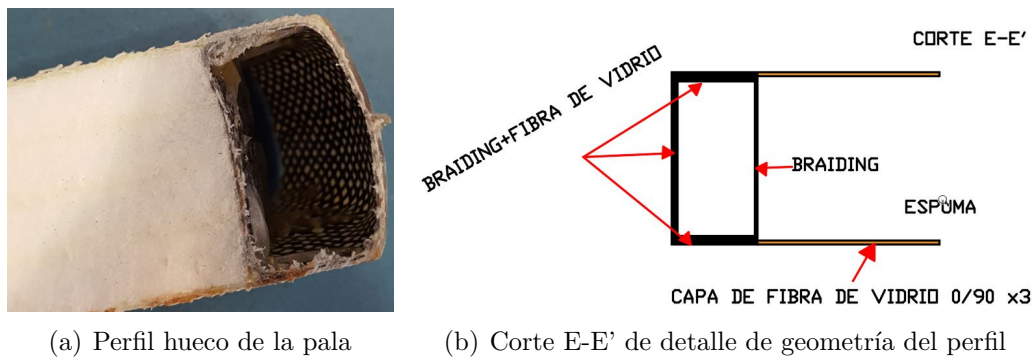 CORTE E-E'
BRAIDING+FIBRA DE VIDRIO
BRAIDING
ESPUMA
CAPA DE FIBRA DE VIDRIO 0/90 x3
(a) Perfil hueco de la pala
(b) Corte E-E' de detalle de geometría del perfil